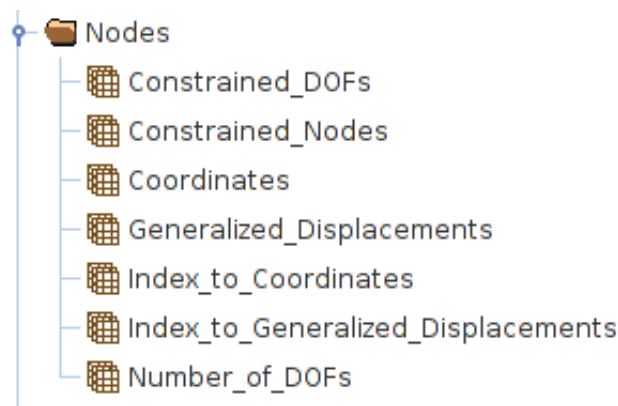 Nodes
Constrained_DOFs
Constrained_Nodes
Coordinates
Generalized_Displacements
Index_to_Coordinates
Index_to_Generalized_Displacements
Number_of_DOFs